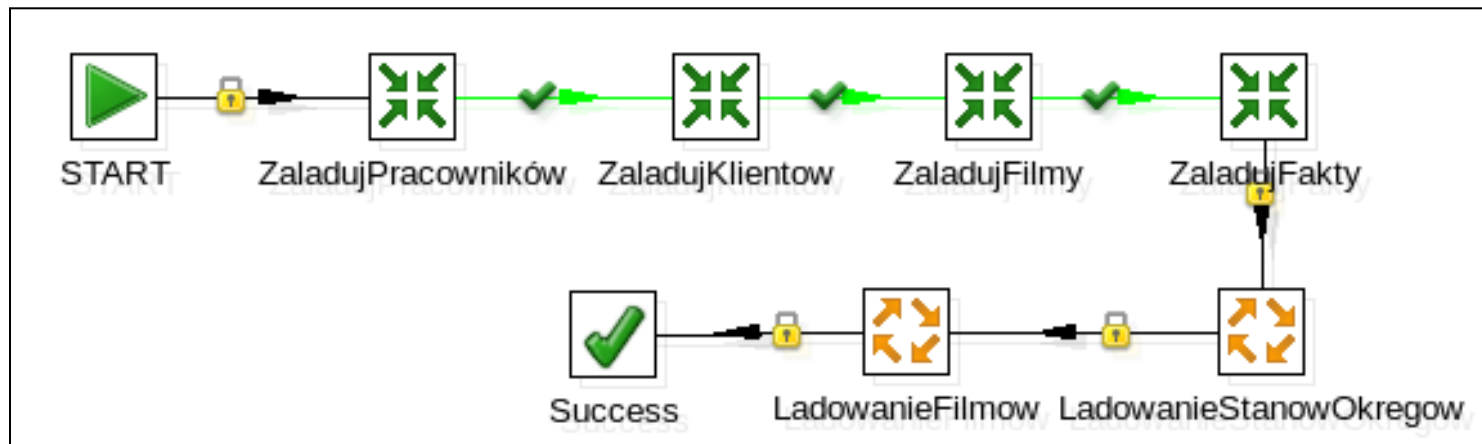 START
ZaladujPracowników
ZaladujKlientow
ZaladujFilmy
ZaladujFakty
Success
LadowanieFilmow
LadowanieStanowOkregow